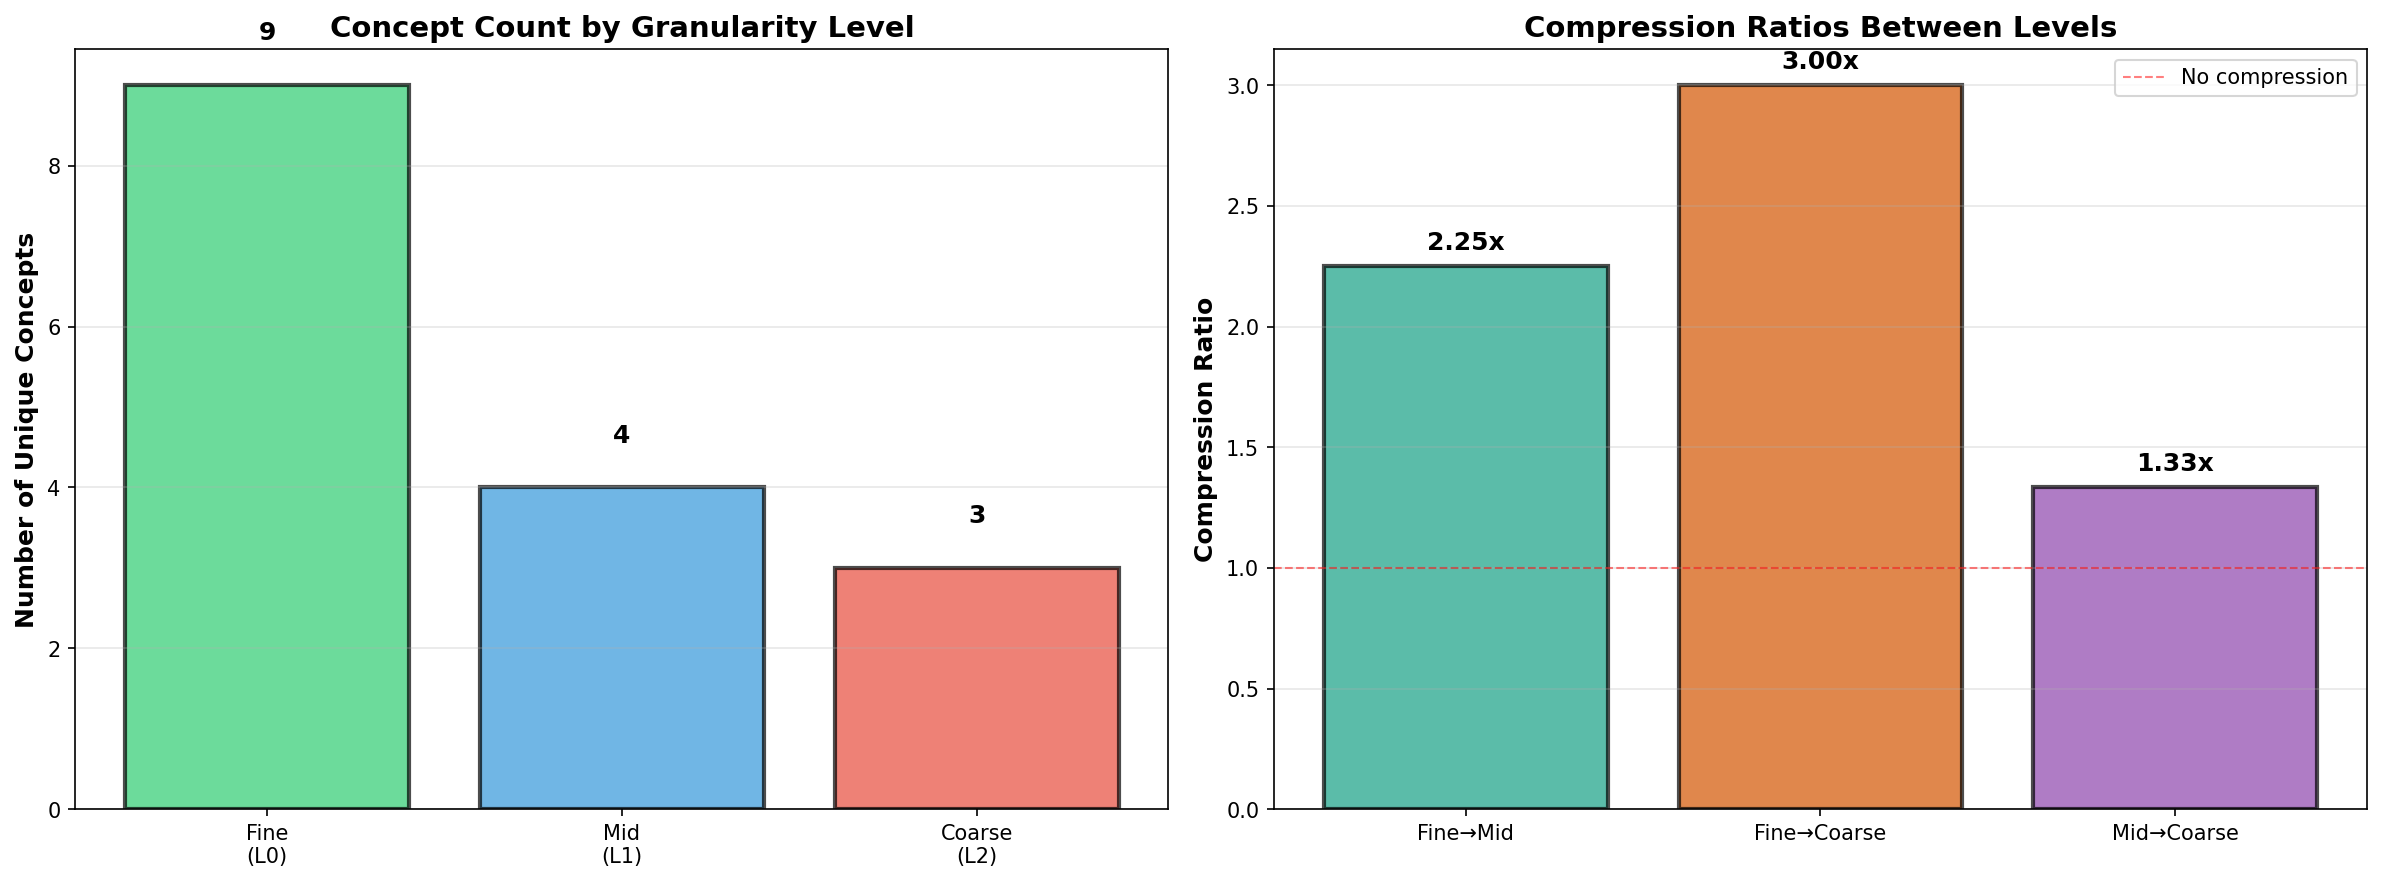 Concept Count by Granularity Level
9
4
3
Number of Unique Concepts
8
6
4
2
0
Fine
(L0)
Mid
(L1)
Coarse
(L2)
Compression Ratios Between Levels
No compression
3.00x
2.25x
1.33x
Compression Ratio
3.0
2.5
2.0
1.5
1.0
0.5
0.0
Fine→Mid
Fine→Coarse
Mid→Coarse